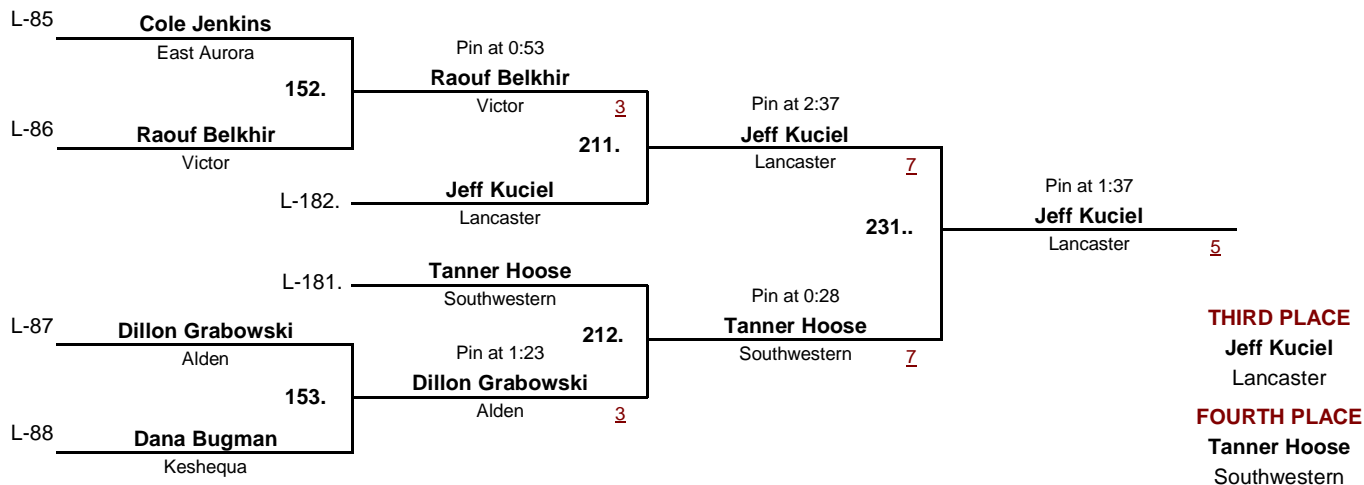 L-85
Cole Jenkins
East Aurora
152.
L-86
Raouf Belkhir
Victor
Pin at 0:53
Raouf Belkhir
Victor
3
L-182.
Jeff Kuciel
Lancaster
211.
Pin at 2:37
Jeff Kuciel
Lancaster
7
L-181.
Tanner Hoose
Southwestern
L-87
Dillon Grabowski
Alden
153.
L-88
Dana Bugman
Keshequa
Pin at 1:23
Dillon Grabowski
Alden
3
212.
Pin at 0:28
Tanner Hoose
Southwestern
7
231..
Pin at 1:37
Jeff Kuciel
Lancaster
5
THIRD PLACE
Jeff Kuciel
Lancaster
FOURTH PLACE
Tanner Hoose
Southwestern